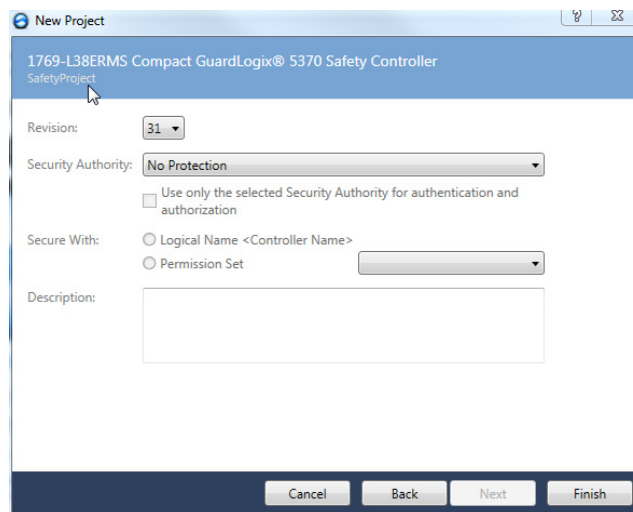 New Project
1769-L38ERMS Compact GuardLogix® 5370 Safety Controller
SafetyProject
Revision:
31
Security Authority:
No Protection
Use only the selected Security Authority for authentication and
authorization
Secure With:
Logical Name <Controller Name>
Permission Set
Description:
Cancel
Back
Next
Finish